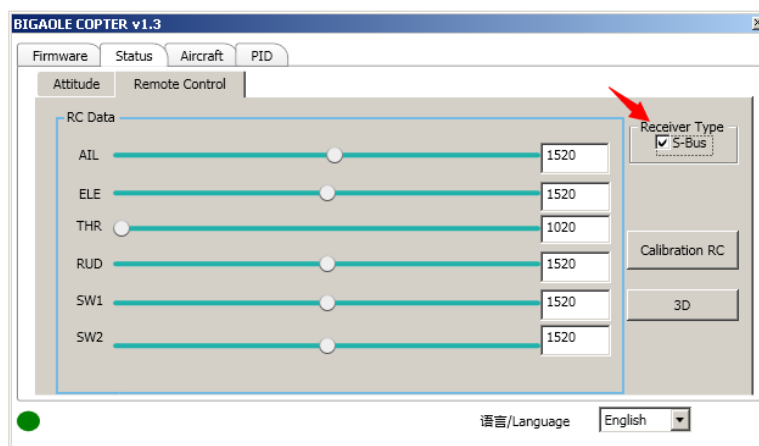 BIGAOLE COPTER v1.3
Firmware Status Aircraft PID
Attitude Remote Control
RC Data
Receiver Type
S-Bus
AIL 1520
ELE 1520
THR 1020
RUD 1520
Calibration RC
SW1 1520
3D
SW2 1520
语言/Language English